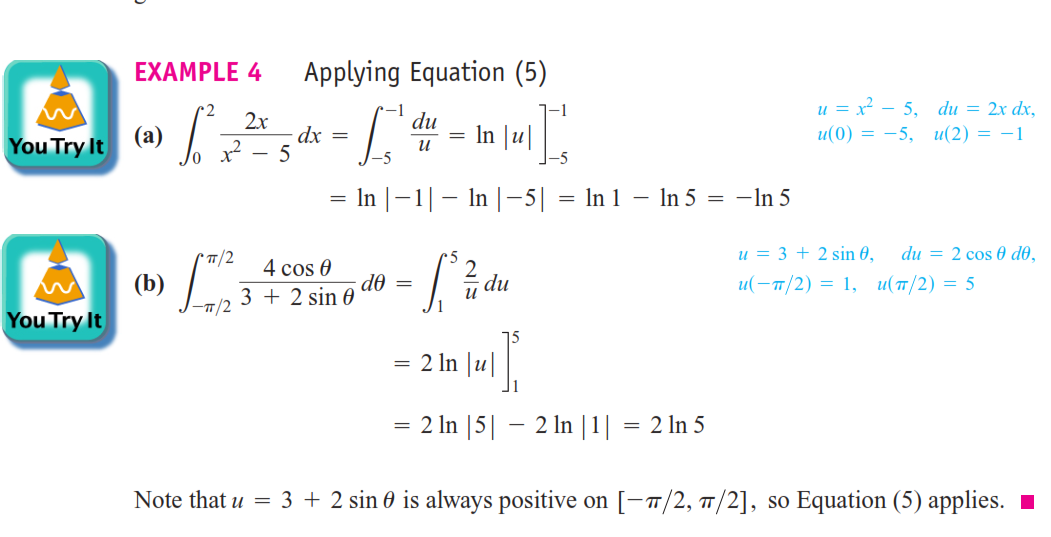 EXAMPLE 4 Applying Equation (5)
You Try It
(a) ∫₀² 2x/(x² − 5) dx = ∫₋₅⁻¹ du/u = ln |u| ]₋₅⁻¹
u = x² − 5, du = 2x dx,
u(0) = −5, u(2) = −1
= ln |−1| − ln |−5| = ln 1 − ln 5 = −ln 5
You Try It
(b) ∫_{−π/2}^{π/2} 4 cos θ/(3 + 2 sin θ) dθ = ∫₁⁵ 2/u du
u = 3 + 2 sin θ, du = 2 cos θ dθ,
u(−π/2) = 1, u(π/2) = 5
= 2 ln |u| ]₁⁵
= 2 ln |5| − 2 ln |1| = 2 ln 5
Note that u = 3 + 2 sin θ is always positive on [−π/2, π/2], so Equation (5) applies.